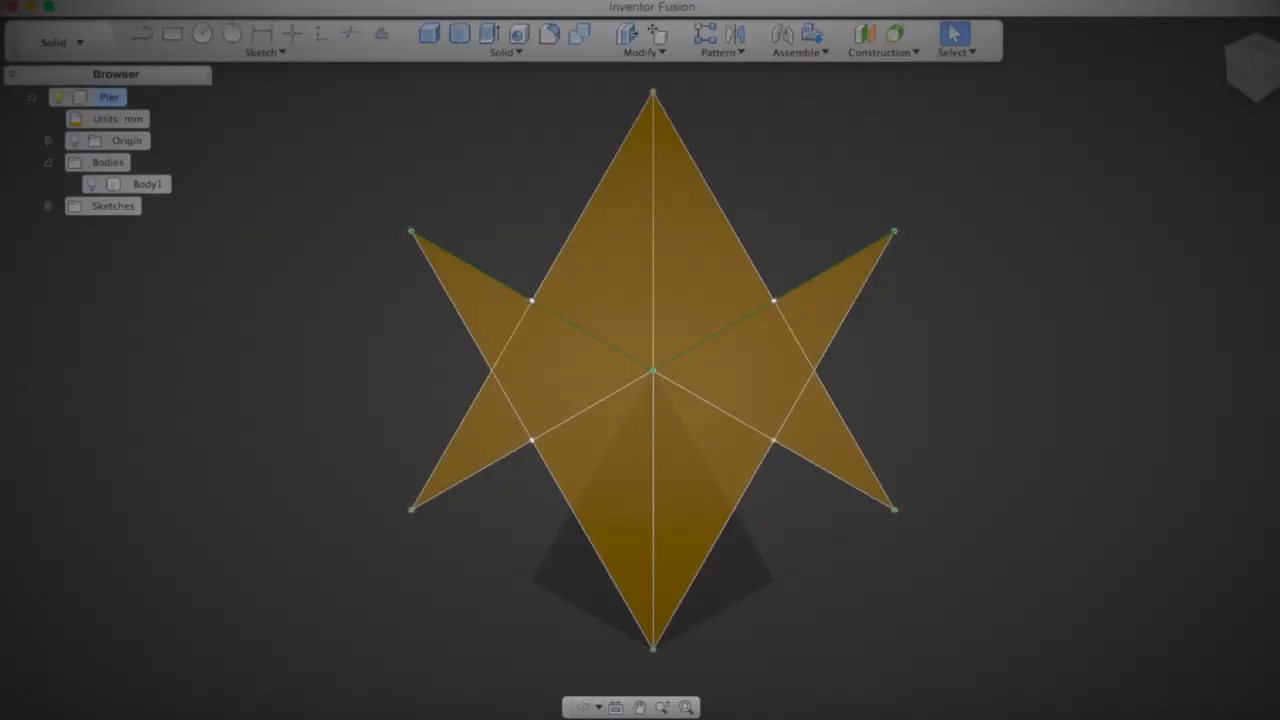 Inventor Fusion
Solid
Sketch
Solid
Modify
Pattern
Assemble
Construction
Select
Browser
Pier
Units: mm
Origin
Bodies
Body1
Sketches